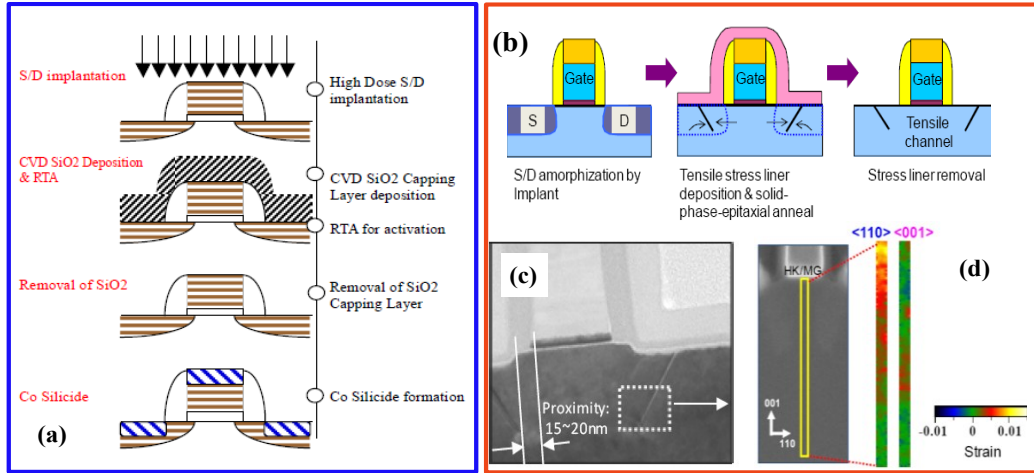 S/D implantation
High Dose S/D
implantation
CVD SiO2 Deposition
& RTA
CVD SiO2 Capping
Layer deposition
RTA for activation
Removal of SiO2
Removal of SiO2
Capping Layer
Co Silicide
Co Silicide formation
(a)
(b)
Gate
S
D
S/D amorphization by
Implant
Gate
Tensile stress liner
deposition & solid-
phase-epitaxial anneal
Gate
Tensile
channel
Stress liner removal
(c)
Proximity:
15~20nm
HK/MG
001
110
<110> <001>
(d)
-0.01 0 0.01
Strain